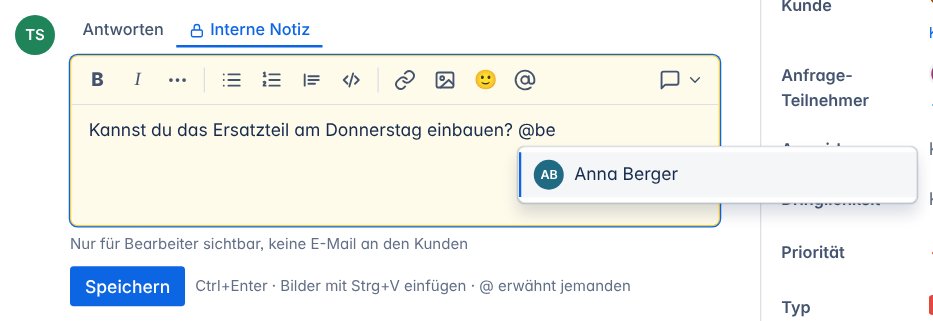 TS
Antworten
Interne Notiz
B I
Kannst du das Ersatzteil am Donnerstag einbauen? @be
AB Anna Berger
Nur für Bearbeiter sichtbar, keine E-Mail an den Kunden
Speichern
Ctrl+Enter · Bilder mit Strg+V einfügen · @ erwähnt jemanden
Kunde
Anfrage-
Teilnehmer
Priorität
Typ